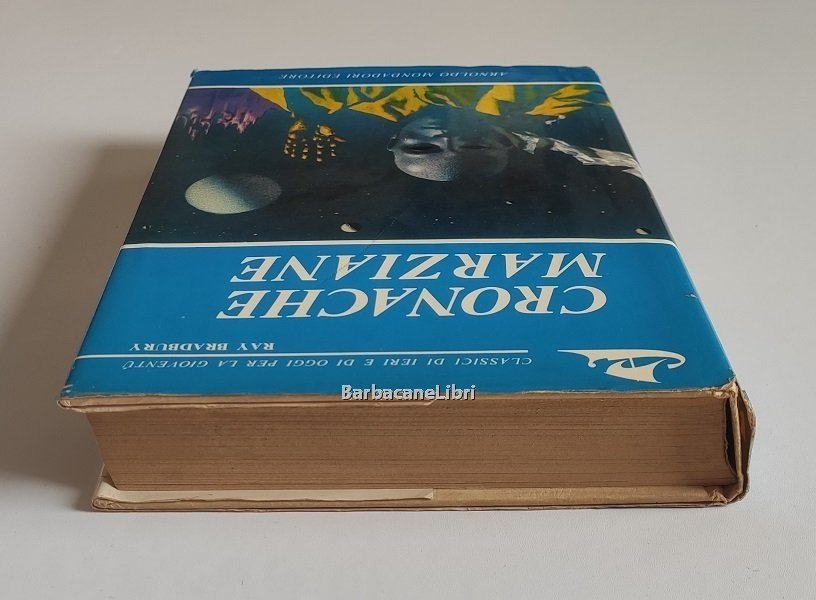 CLASSICI DI IERI E DI OGGI PER LA GIOVENTÙ
RAY BRADBURY
CRONACHE
MARZIANE
ARNOLDO MONDADORI EDITORE
BarbacaneLibri